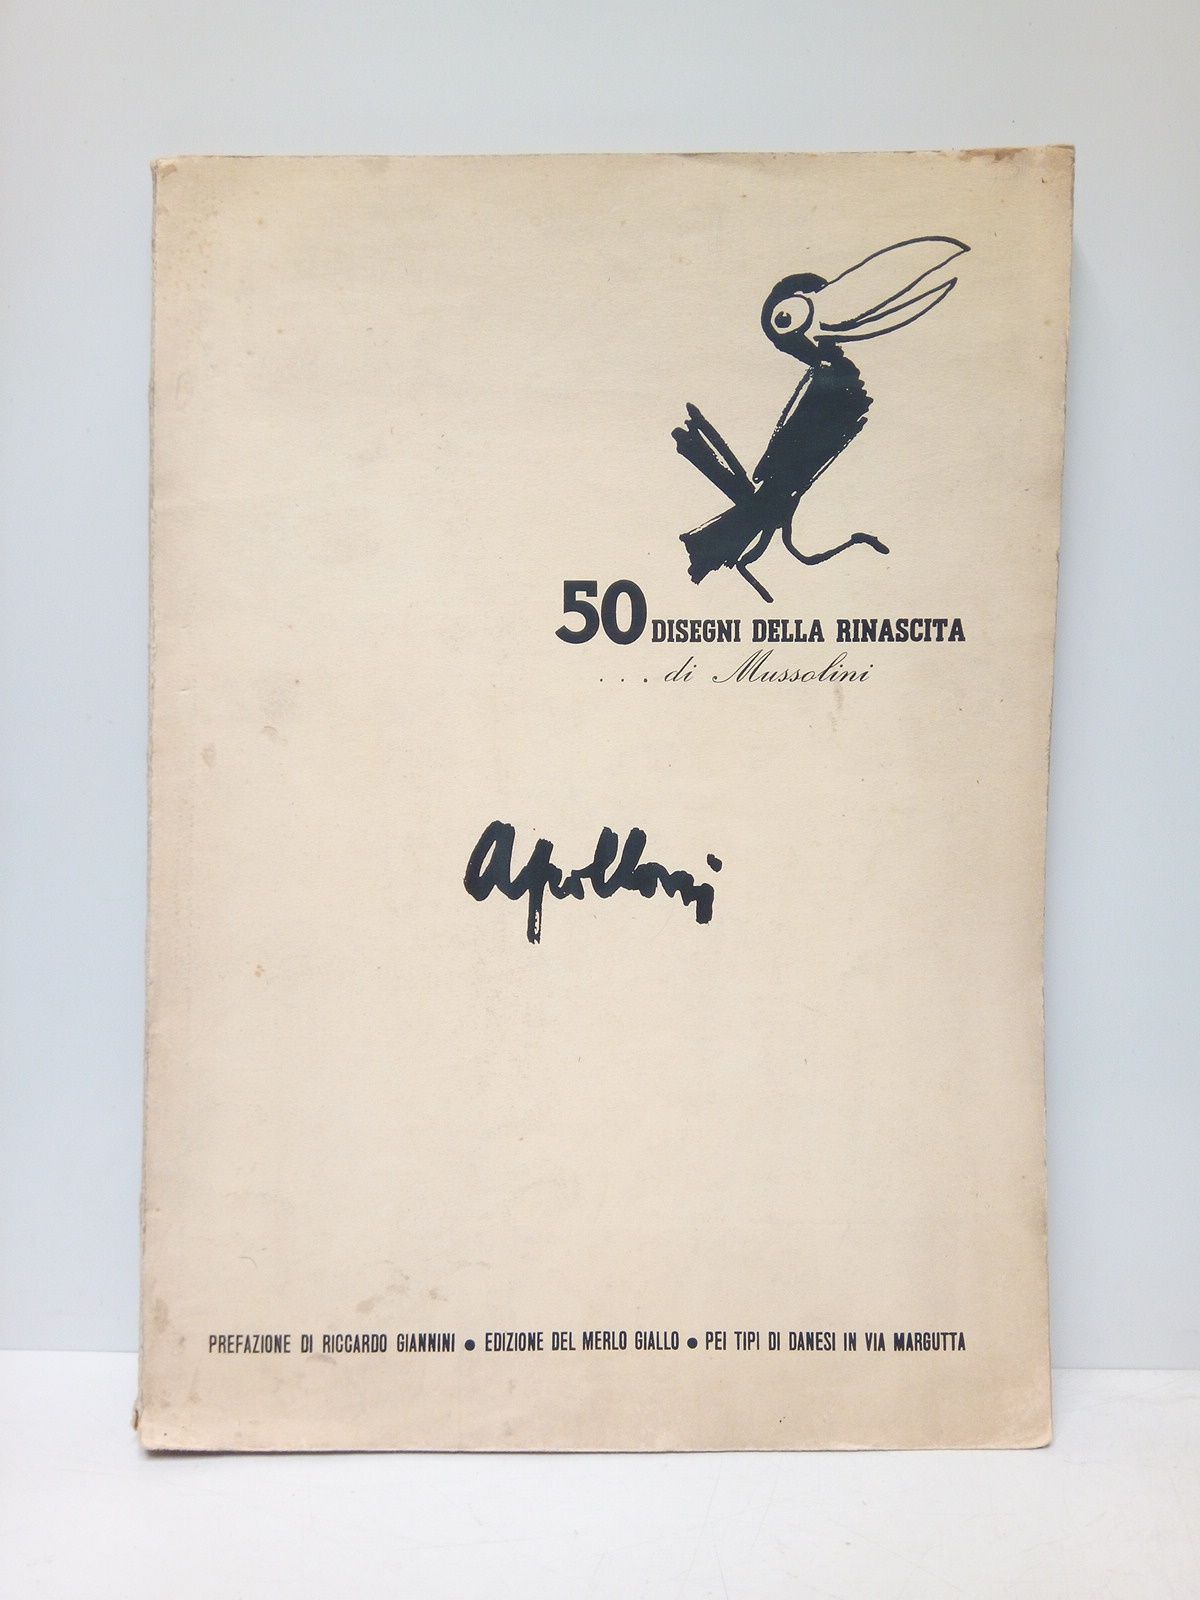 50 DISEGNI DELLA RINASCITA
... di Mussolini
Apolloni
PREFAZIONE DI RICCARDO GIANNINI ● EDIZIONE DEL MERLO GIALLO ● PEI TIPI DI DANESI IN VIA MARGUTTA